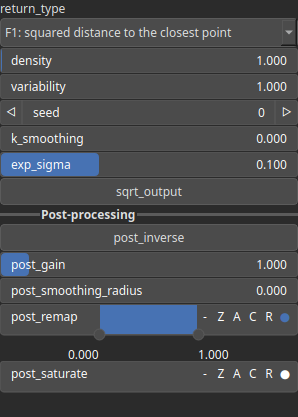 return_type
F1: squared distance to the closest point
density 1.000
variability 1.000
seed 0
k_smoothing 0.000
exp_sigma 0.100
sqrt_output
Post-processing
post_inverse
post_gain 1.000
post_smoothing_radius 0.000
post_remap - Z A C R
0.000 1.000
post_saturate - Z A C R